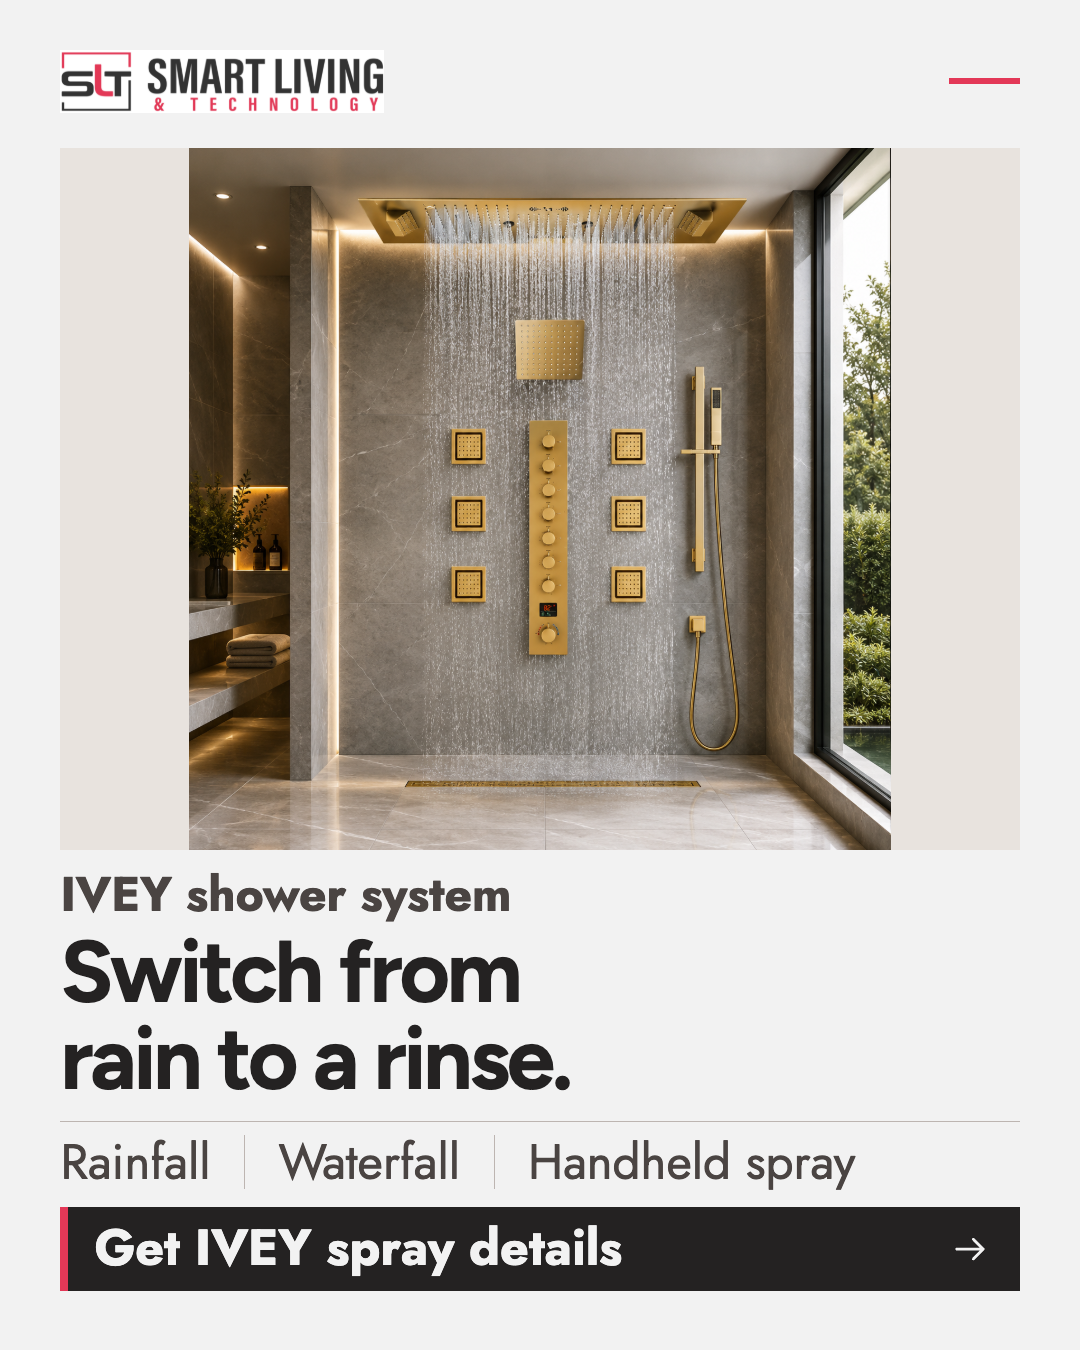 SLT SMART LIVING
& TECHNOLOGY
IVEY shower system
Switch from
rain to a rinse.
Rainfall | Waterfall | Handheld spray
Get IVEY spray details →